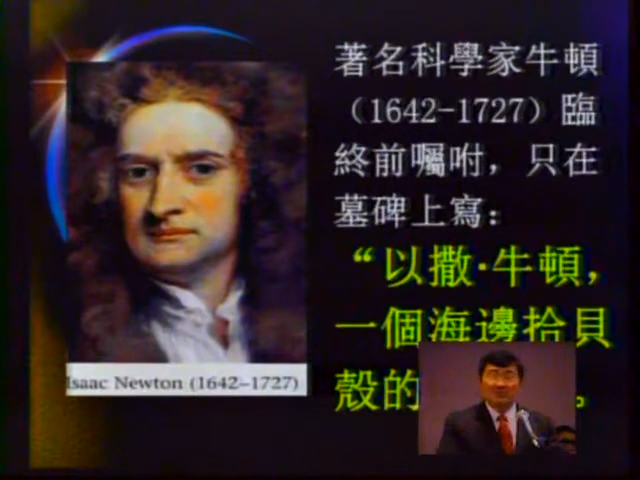 著名科學家牛頓
（1642-1727）臨
終前囑咐，只在
墓碑上寫：
“以撒·牛頓，
一個海邊拾貝
殼的
。
Isaac Newton (1642–1727)